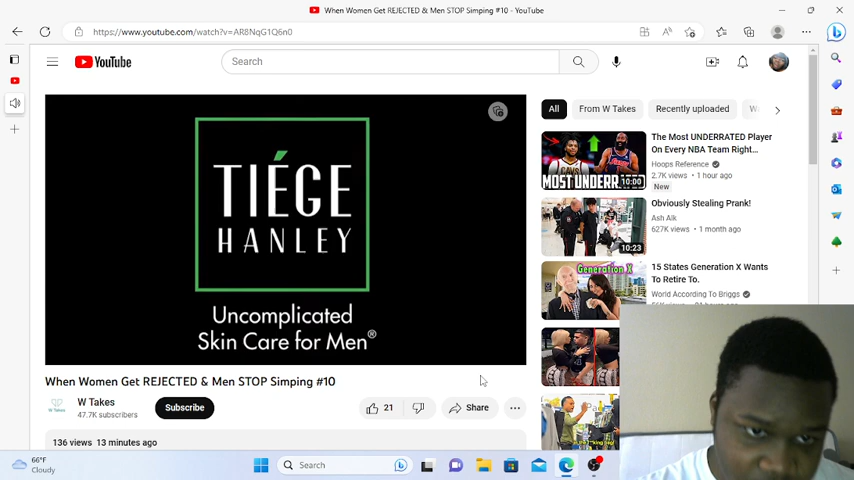 When Women Get REJECTED & Men STOP Simping #10 - YouTube
https://www.youtube.com/watch?v=AR8NqG1Q6n0
YouTube
Search
TIÉGE
HANLEY
Uncomplicated
Skin Care for Men®
When Women Get REJECTED & Men STOP Simping #10
W Takes
47.7K subscribers
Subscribe
21
Share
136 views 13 minutes ago
All
From W Takes
Recently uploaded
MOST UNDERR
10:00
The Most UNDERRATED Player
On Every NBA Team Right...
Hoops Reference
2.7K views • 1 hour ago
New
10:23
Obviously Stealing Prank!
Ash Alk
627K views • 1 month ago
Generation X
15 States Generation X Wants
To Retire To.
World According To Briggs
66°F
Cloudy
Search